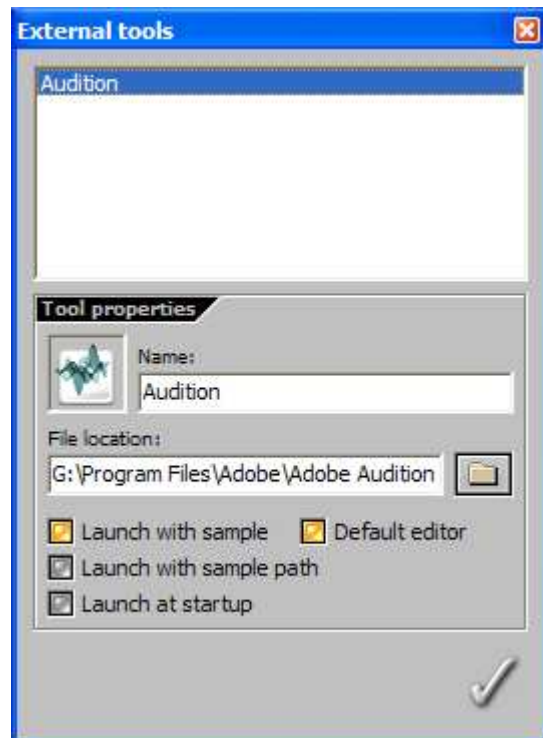 External tools
Audition
Tool properties
Name:
Audition
File location:
G:\Program Files\Adobe\Adobe Audition
Launch with sample Default editor
Launch with sample path
Launch at startup